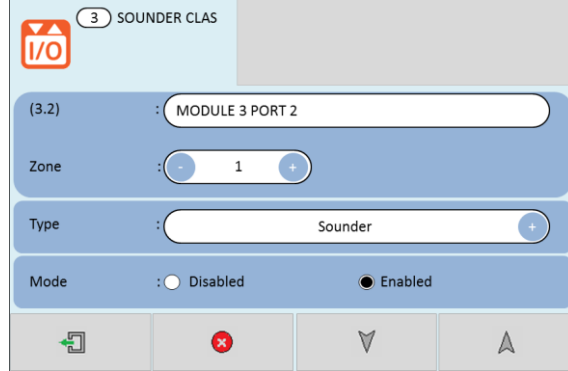 3 SOUNDER CLAS
I/O
(3.2) : MODULE 3 PORT 2
Zone : - 1 +
Type : Sounder +
Mode : Disabled Enabled